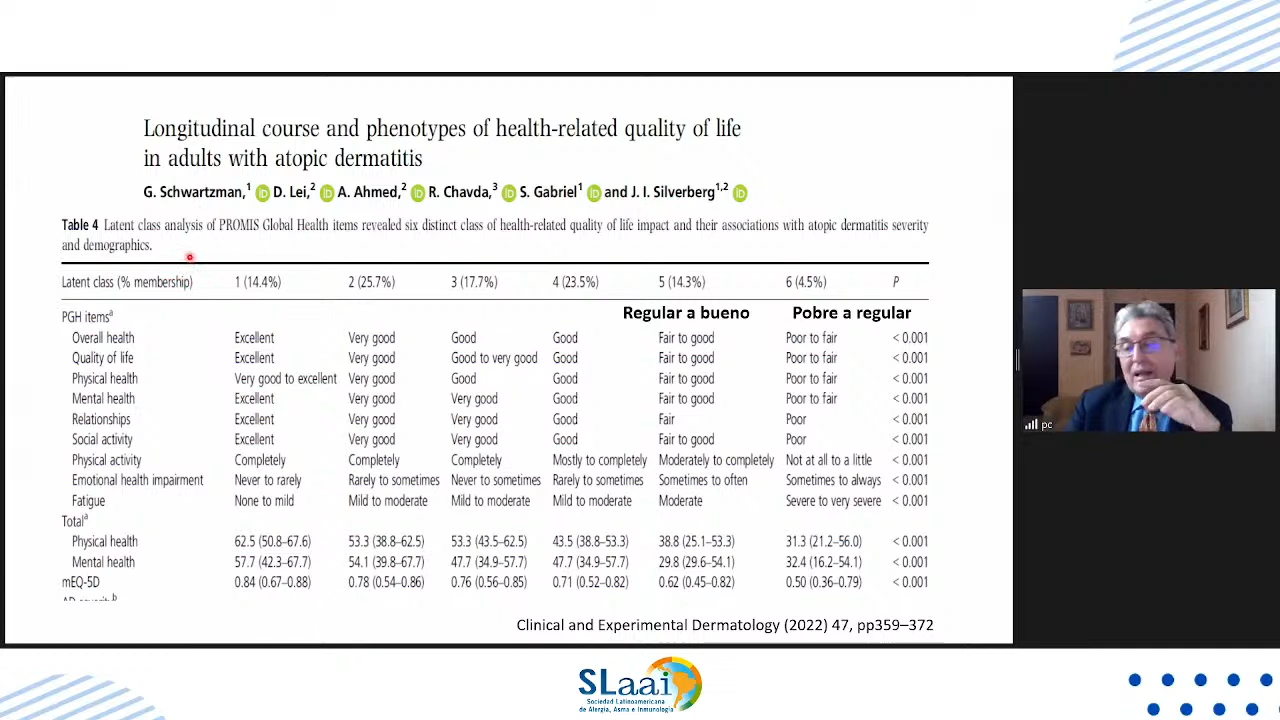 Longitudinal course and phenotypes of health-related quality of life
in adults with atopic dermatitis
G. Schwartzman,1 iD D. Lei,2 iD A. Ahmed,2 iD R. Chavda,3 iD S. Gabriel1 iD and J. I. Silverberg1,2 iD
Table 4 Latent class analysis of PROMIS Global Health items revealed six distinct class of health-related quality of life impact and their associations with atopic dermatitis severity
and demographics.
Latent class (% membership) 1 (14.4%) 2 (25.7%) 3 (17.7%) 4 (23.5%) 5 (14.3%) 6 (4.5%) P
Regular a bueno Pobre a regular
PGH itemsa
Overall health Excellent Very good Good Good Fair to good Poor to fair < 0.001
Quality of life Excellent Very good Good to very good Good Fair to good Poor to fair < 0.001
Physical health Very good to excellent Very good Good Good Fair to good Poor to fair < 0.001
Mental health Excellent Very good Very good Good Fair to good Poor to fair < 0.001
Relationships Excellent Very good Very good Good Fair Poor < 0.001
Social activity Excellent Very good Very good Good Fair to good Poor < 0.001
Physical activity Completely Completely Completely Mostly to completely Moderately to completely Not at all to a little < 0.001
Emotional health impairment Never to rarely Rarely to sometimes Never to sometimes Rarely to sometimes Sometimes to often Sometimes to always < 0.001
Fatigue None to mild Mild to moderate Mild to moderate Mild to moderate Moderate Severe to very severe < 0.001
Totala
Physical health 62.5 (50.8–67.6) 53.3 (38.8–62.5) 53.3 (43.5–62.5) 43.5 (38.8–53.3) 38.8 (25.1–53.3) 31.3 (21.2–56.0) < 0.001
Mental health 57.7 (42.3–67.7) 54.1 (39.8–67.7) 47.7 (34.9–57.7) 47.7 (34.9–57.7) 29.8 (29.6–54.1) 32.4 (16.2–54.1) < 0.001
mEQ-5D 0.84 (0.67–0.88) 0.78 (0.54–0.86) 0.76 (0.56–0.85) 0.71 (0.52–0.82) 0.62 (0.45–0.82) 0.50 (0.36–0.79) < 0.001
Clinical and Experimental Dermatology (2022) 47, pp359–372
pc
SLaai
Sociedad Latinoamericana
de Alergia, Asma e Inmunología